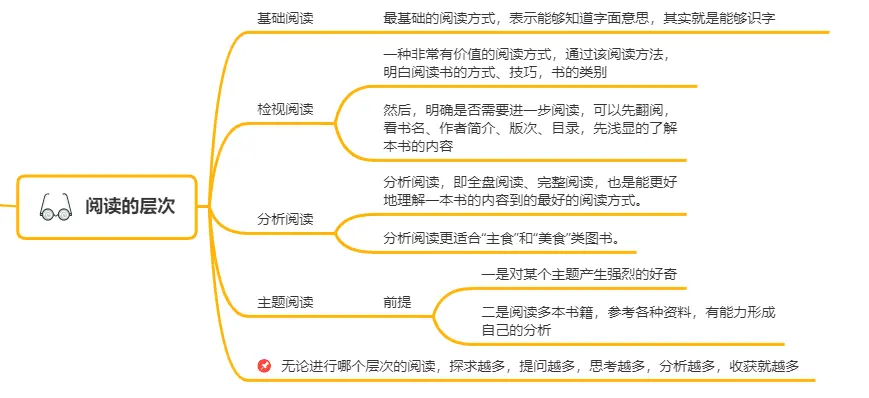 阅读的层次
基础阅读
最基础的阅读方式，表示能够知道字面意思，其实就是能够识字
检视阅读
一种非常有价值的阅读方式，通过该阅读方法，
明白阅读书的方式、技巧，书的类别
然后，明确是否需要进一步阅读，可以先翻阅，
看书名、作者简介、版次、目录，先浅显的了解
本书的内容
分析阅读
分析阅读，即全盘阅读、完整阅读，也是能更好
地理解一本书的内容到的最好的阅读方式。
分析阅读更适合“主食”和“美食”类图书。
主题阅读
前提
一是对某个主题产生强烈的好奇
二是阅读多本书籍，参考各种资料，有能力形成
自己的分析
无论进行哪个层次的阅读，探求越多，提问越多，思考越多，分析越多，收获就越多